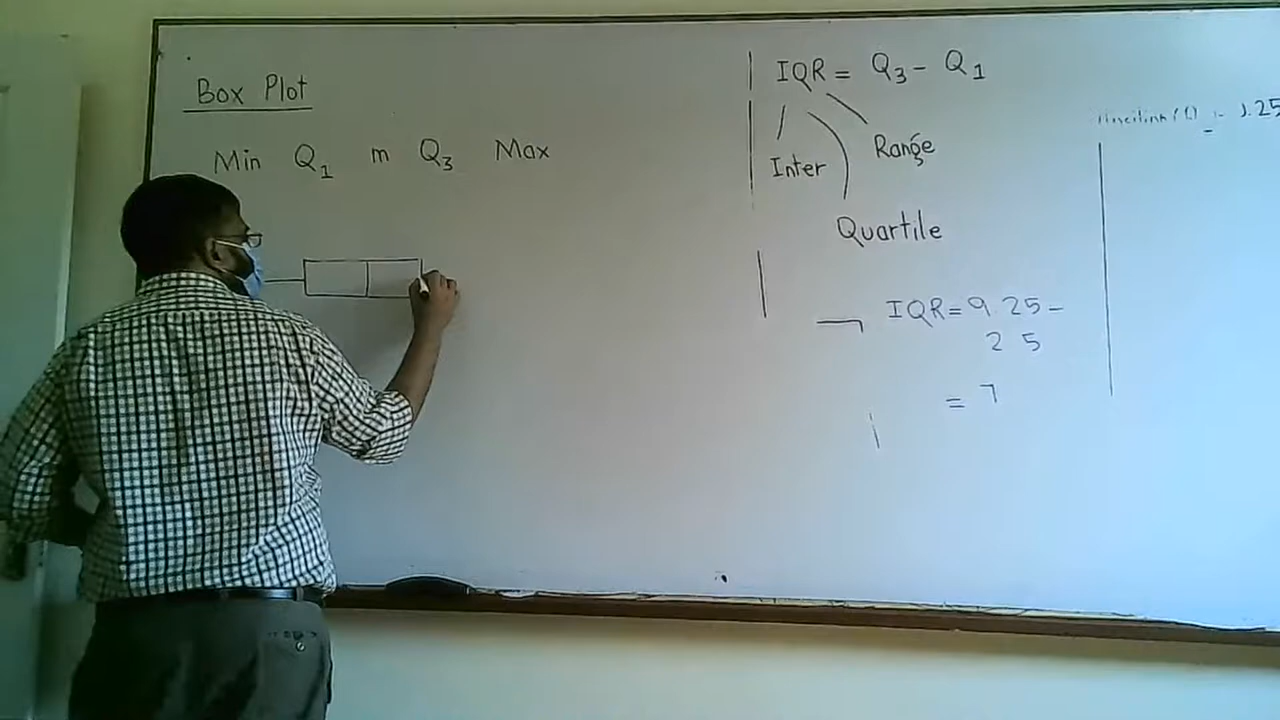 Box Plot
Min Q₁ m Q₃ Max
IQR = Q₃ - Q₁
Inter
Range
Quartile
IQR = 9 25 -
2 5
= 7